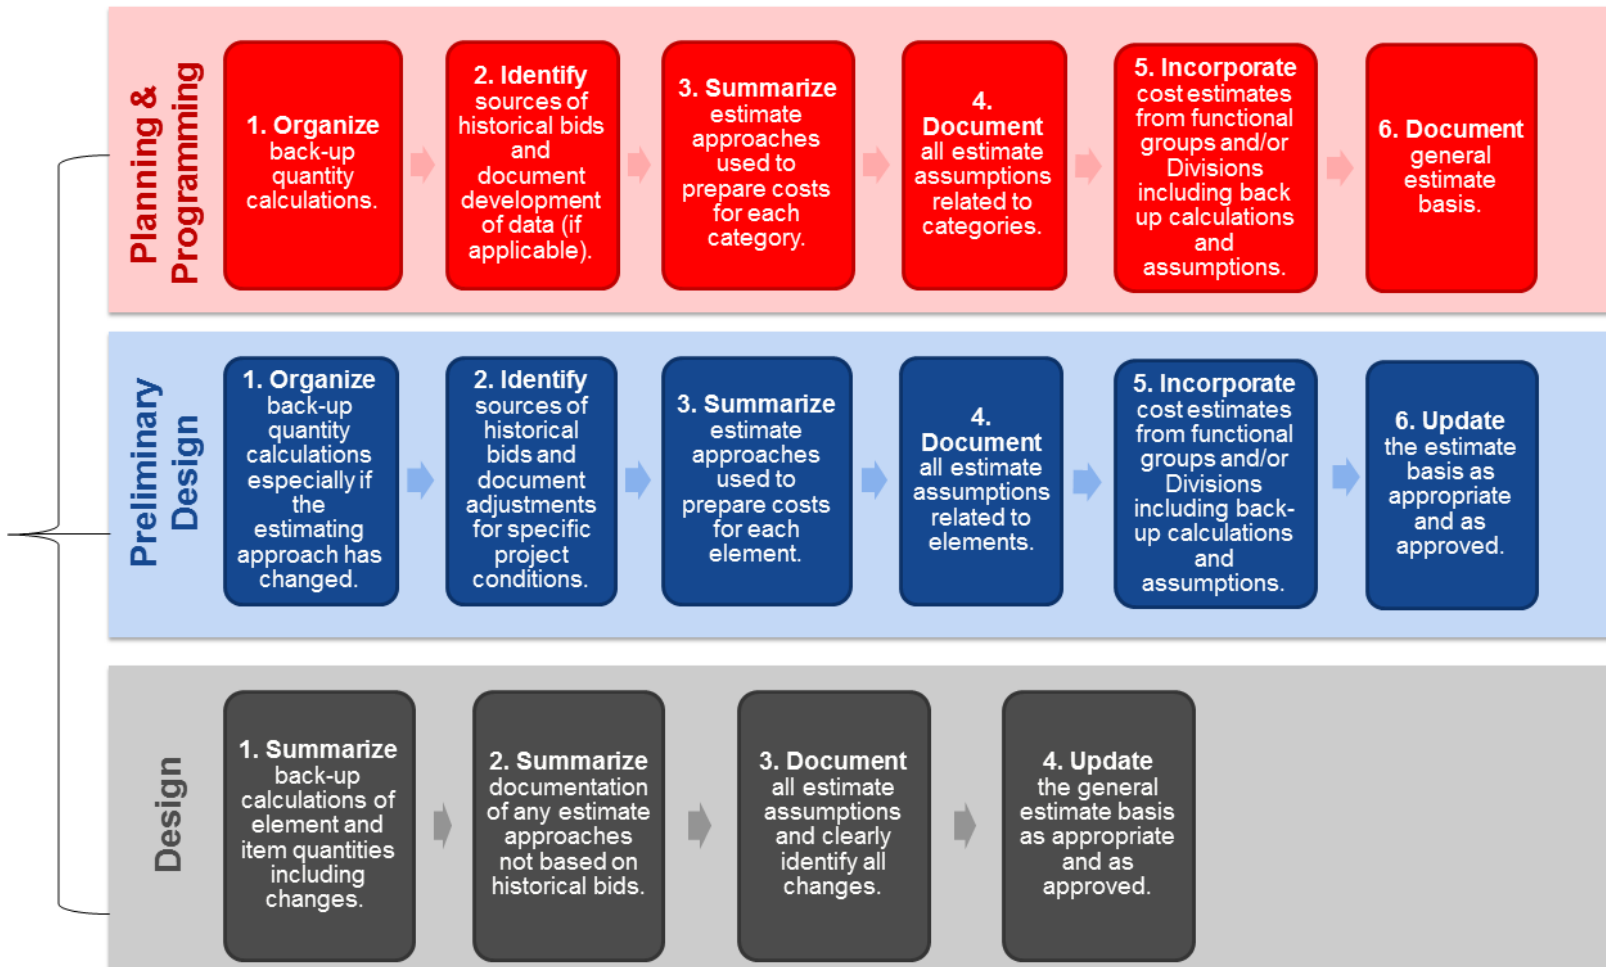 Planning &
Programming
1. Organize
back-up
quantity
calculations.
2. Identify
sources of
historical bids
and
document
development
of data (if
applicable).
3. Summarize
estimate
approaches
used to
prepare costs
for each
category.
4.
Document
all estimate
assumptions
related to
categories.
5. Incorporate
cost estimates
from functional
groups and/or
Divisions
including back
up calculations
and
assumptions.
6. Document
general
estimate
basis.
Preliminary
Design
1. Organize
back-up
quantity
calculations
especially if
the
estimating
approach has
changed.
2. Identify
sources of
historical
bids and
document
adjustments
for specific
project
conditions.
3. Summarize
estimate
approaches
used to
prepare costs
for each
element.
4.
Document
all estimate
assumptions
related to
elements.
5. Incorporate
cost estimates
from functional
groups and/or
Divisions
including back-
up calculations
and
assumptions.
6. Update
the estimate
basis as
appropriate
and as
approved.
Design
1. Summarize
back-up
calculations of
element and
item quantities
including
changes.
2. Summarize
documentation
of any estimate
approaches
not based on
historical bids.
3. Document
all estimate
assumptions
and clearly
identify all
changes.
4. Update
the general
estimate basis
as appropriate
and as
approved.